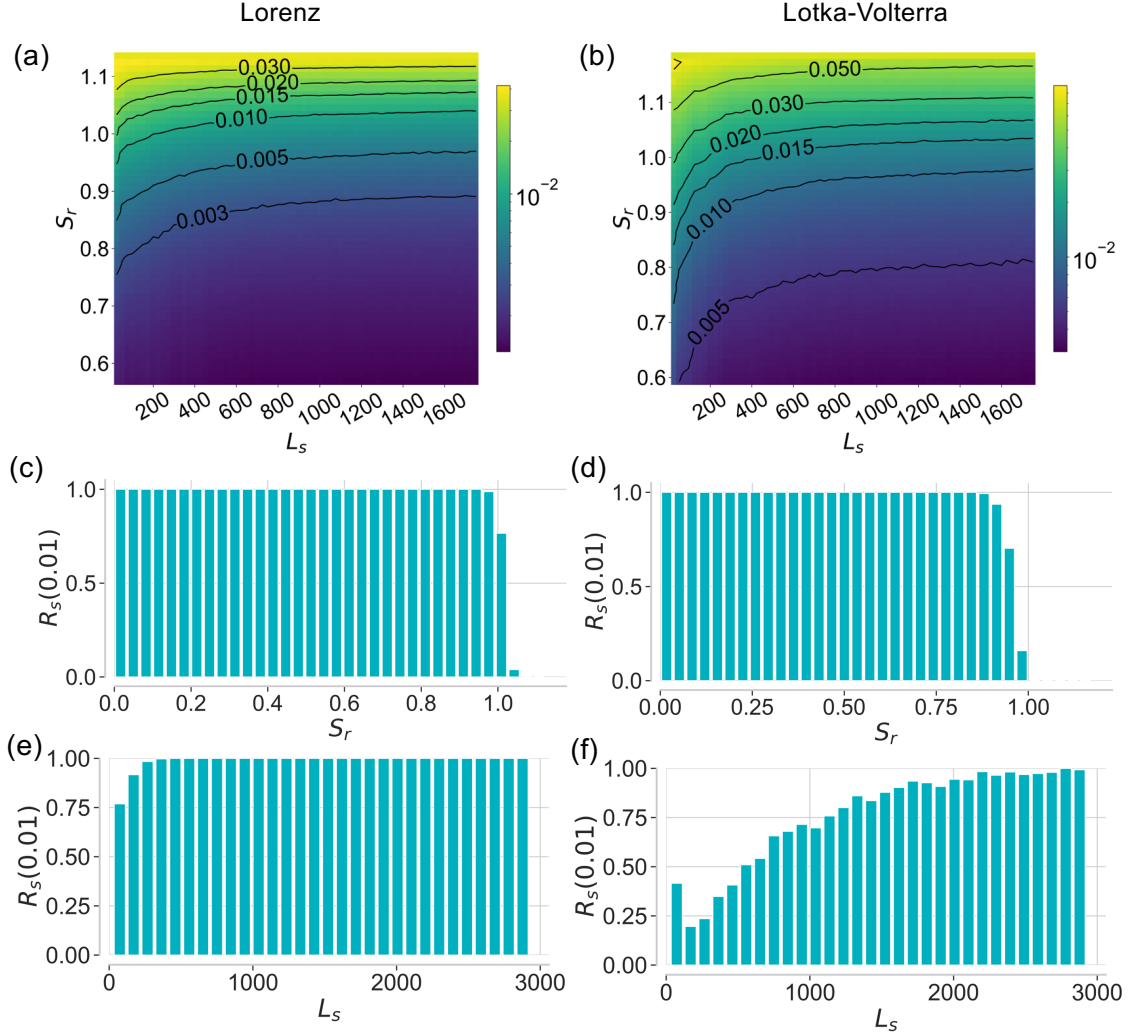 Lorenz
Lotka-Volterra
(a)
(b)
0.030
0.020
0.015
0.010
0.005
0.003
1.1
1.0
0.9
0.8
0.7
0.6
S_r
200 400 600 800 1000 1200 1400 1600
L_s
10⁻²
0.050
0.030
0.020
0.015
0.010
0.005
1.1
1.0
0.9
0.8
0.7
0.6
S_r
200 400 600 800 1000 1200 1400 1600
L_s
10⁻²
(c)
1.0
0.5
0.0
R_s(0.01)
0.0 0.2 0.4 0.6 0.8 1.0
S_r
(d)
1.0
0.5
0.0
R_s(0.01)
0.00 0.25 0.50 0.75 1.00
S_r
(e)
1.00
0.75
0.50
0.25
0.00
R_s(0.01)
0 1000 2000 3000
L_s
(f)
1.00
0.75
0.50
0.25
0.00
R_s(0.01)
0 1000 2000 3000
L_s